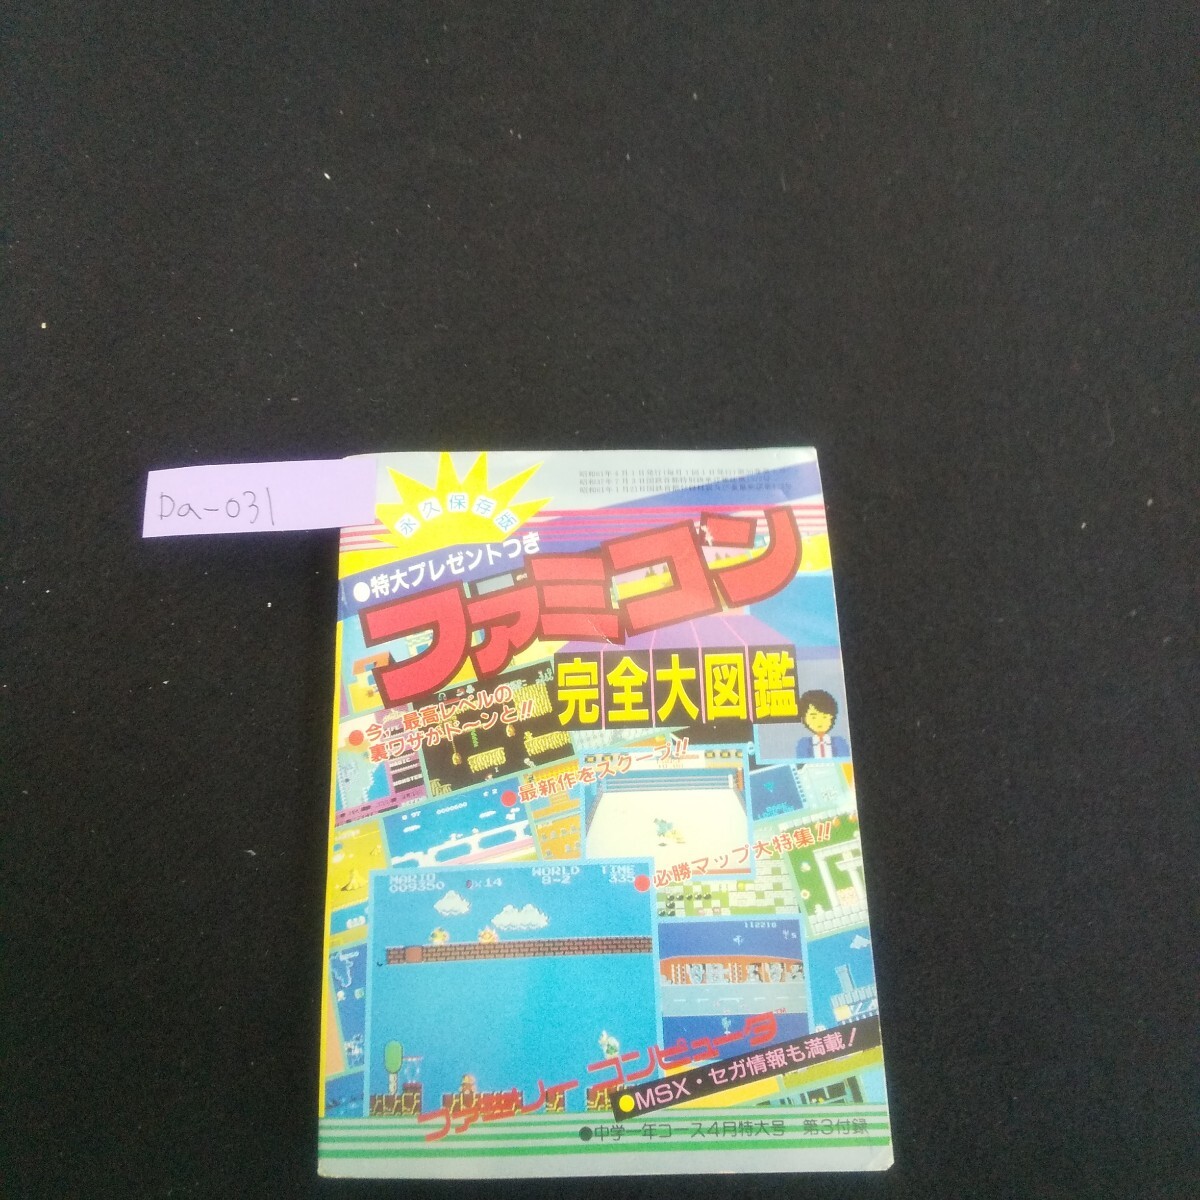 Da-031
永久保存版
●特大プレゼントつき
ファミコン
完全大図鑑
●今、最高レベルの
裏ワザがド〜ンと!!
●最新作をスクープ!!
●必勝マップ大特集!!
MARIO WORLD TIME
009350 ×14 8-2 335
112210
ファミリーコンピュータ™
●MSX・セガ情報も満載!
●中学一年コース4月特大号 第3付録